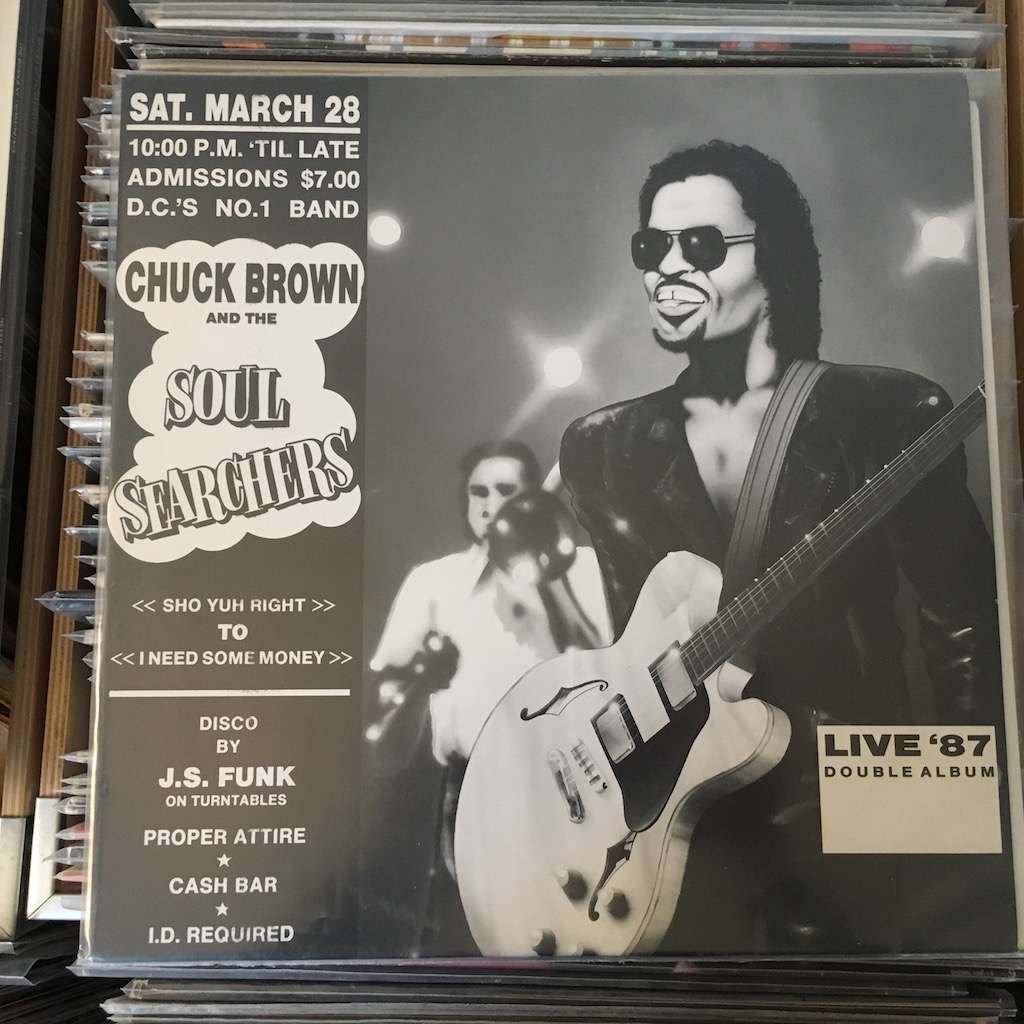 SAT. MARCH 28
10:00 P.M. 'TIL LATE
ADMISSIONS $7.00
D.C.'S NO.1 BAND
CHUCK BROWN
AND THE
SOUL
SEARCHERS
<< SHO YUH RIGHT >>
TO
<< I NEED SOME MONEY >>
DISCO
BY
J.S. FUNK
ON TURNTABLES
PROPER ATTIRE
★
CASH BAR
★
I.D. REQUIRED
LIVE '87
DOUBLE ALBUM